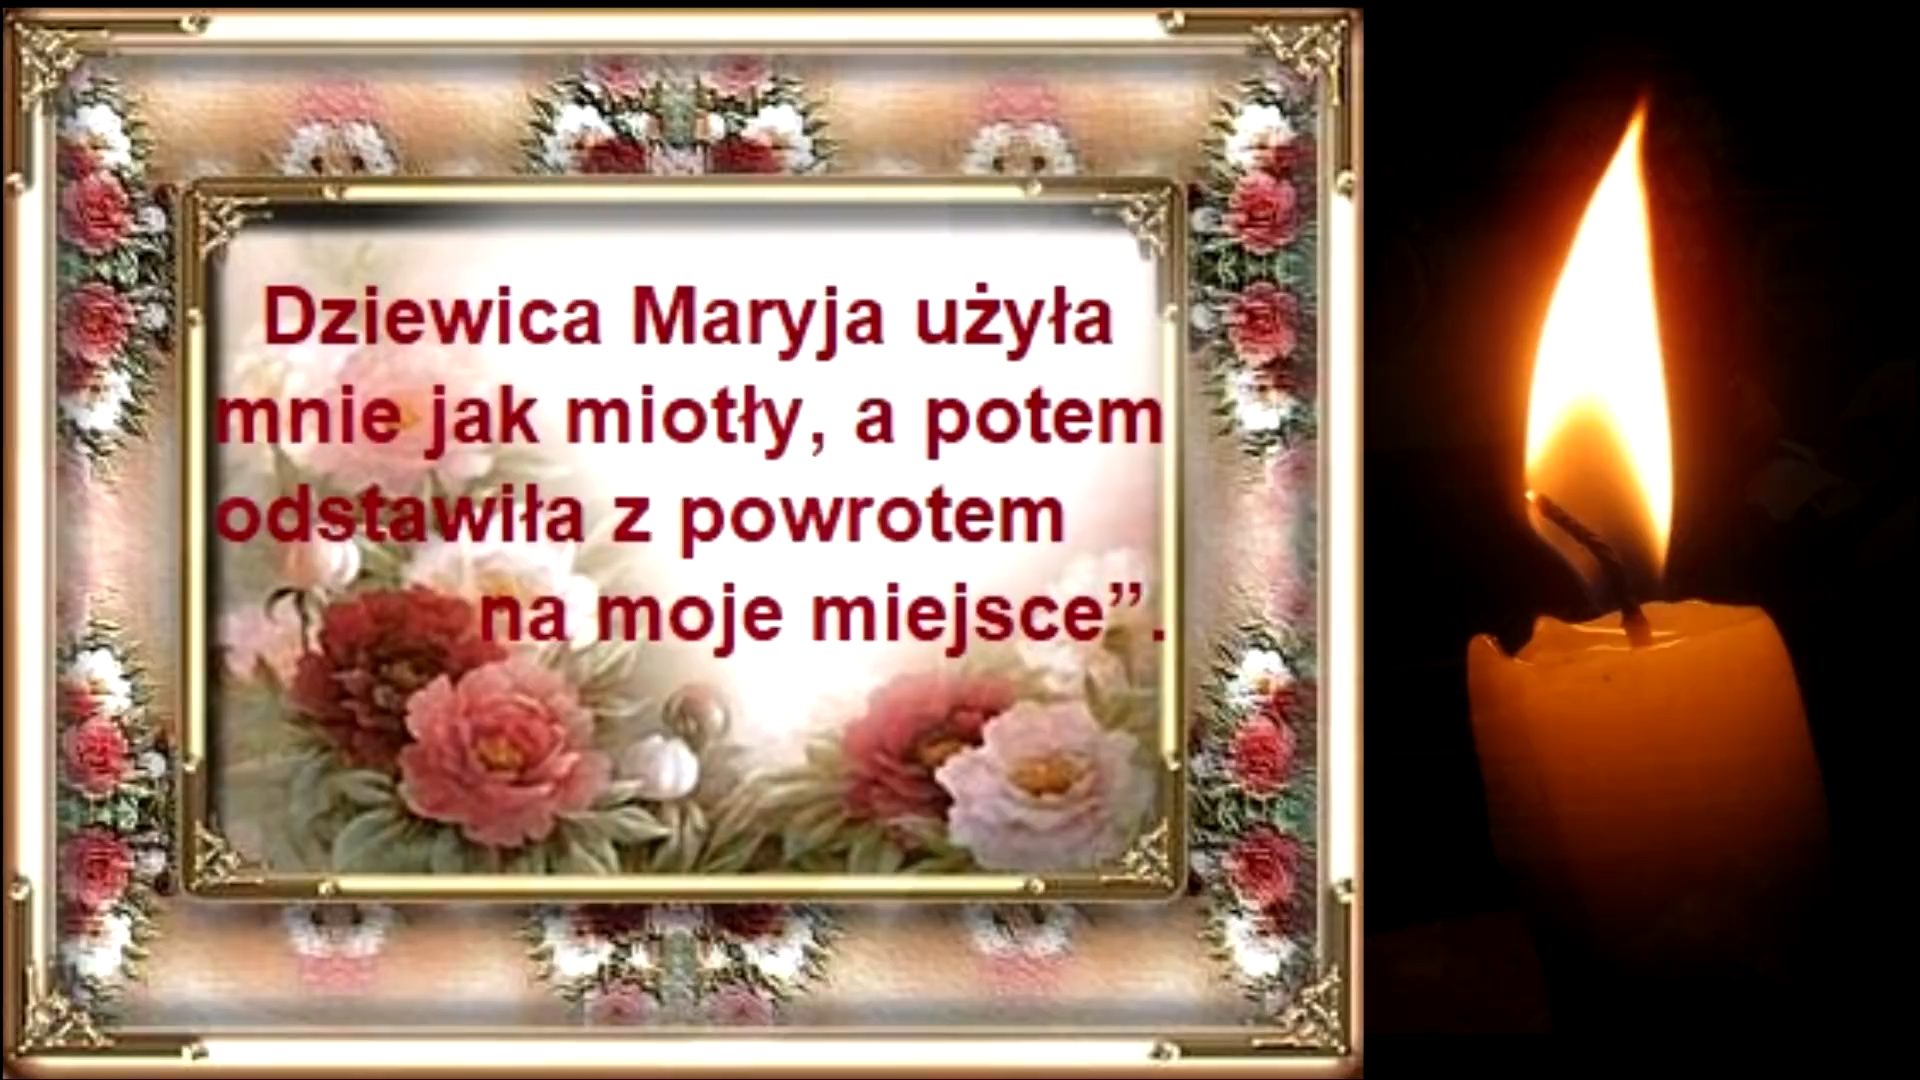 Dziewica Maryja użyła
mnie jak miotły, a potem
odstawiła z powrotem
na moje miejsce” .